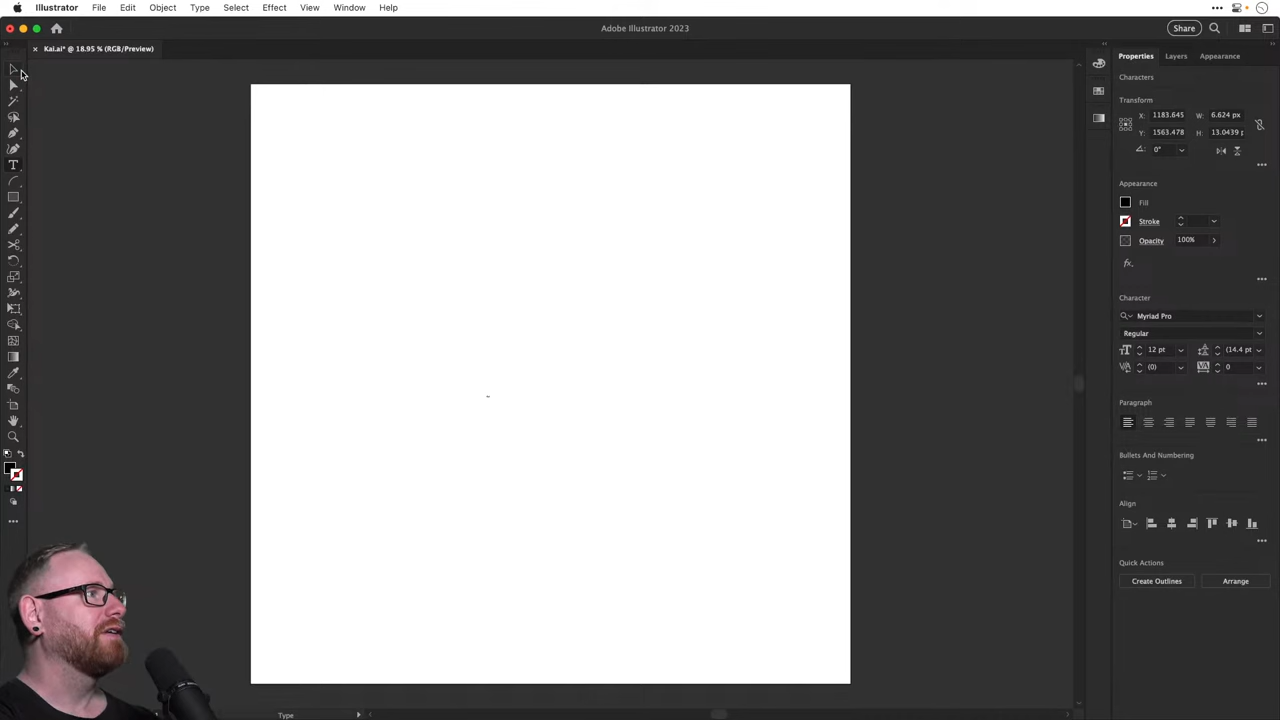 Illustrator File Edit Object Type Select Effect View Window Help
Adobe Illustrator 2023
Share
Kai.ai* @ 18.95 % (RGB/Preview)
Properties Layers Appearance
Characters
Transform
X: 1183.645 W: 6.624 px
Y: 1563.478 H: 13.0439 p
0°
Appearance
Fill
Stroke
Opacity 100%
fx
Character
Myriad Pro
Regular
12 pt (14.4 pt
(0) 0
Paragraph
Bullets And Numbering
Align
Quick Actions
Create Outlines Arrange
Type